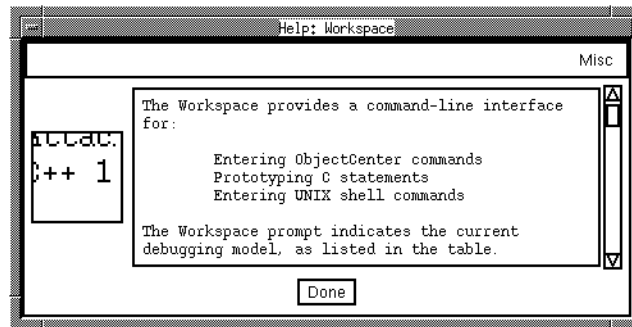 Help: Workspace
Misc
C++ 1
The Workspace provides a command-line interface
for:
Entering ObjectCenter commands
Prototyping C statements
Entering UNIX shell commands
The Workspace prompt indicates the current
debugging model, as listed in the table.
Done